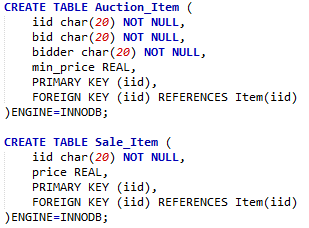 CREATE TABLE Auction_Item (
    iid char(20) NOT NULL,
    bid char(20) NOT NULL,
    bidder char(20) NOT NULL,
    min_price REAL,
    PRIMARY KEY (iid),
    FOREIGN KEY (iid) REFERENCES Item(iid)
)ENGINE=INNODB;

CREATE TABLE Sale_Item (
    iid char(20) NOT NULL,
    price REAL,
    PRIMARY KEY (iid),
    FOREIGN KEY (iid) REFERENCES Item(iid)
)ENGINE=INNODB;